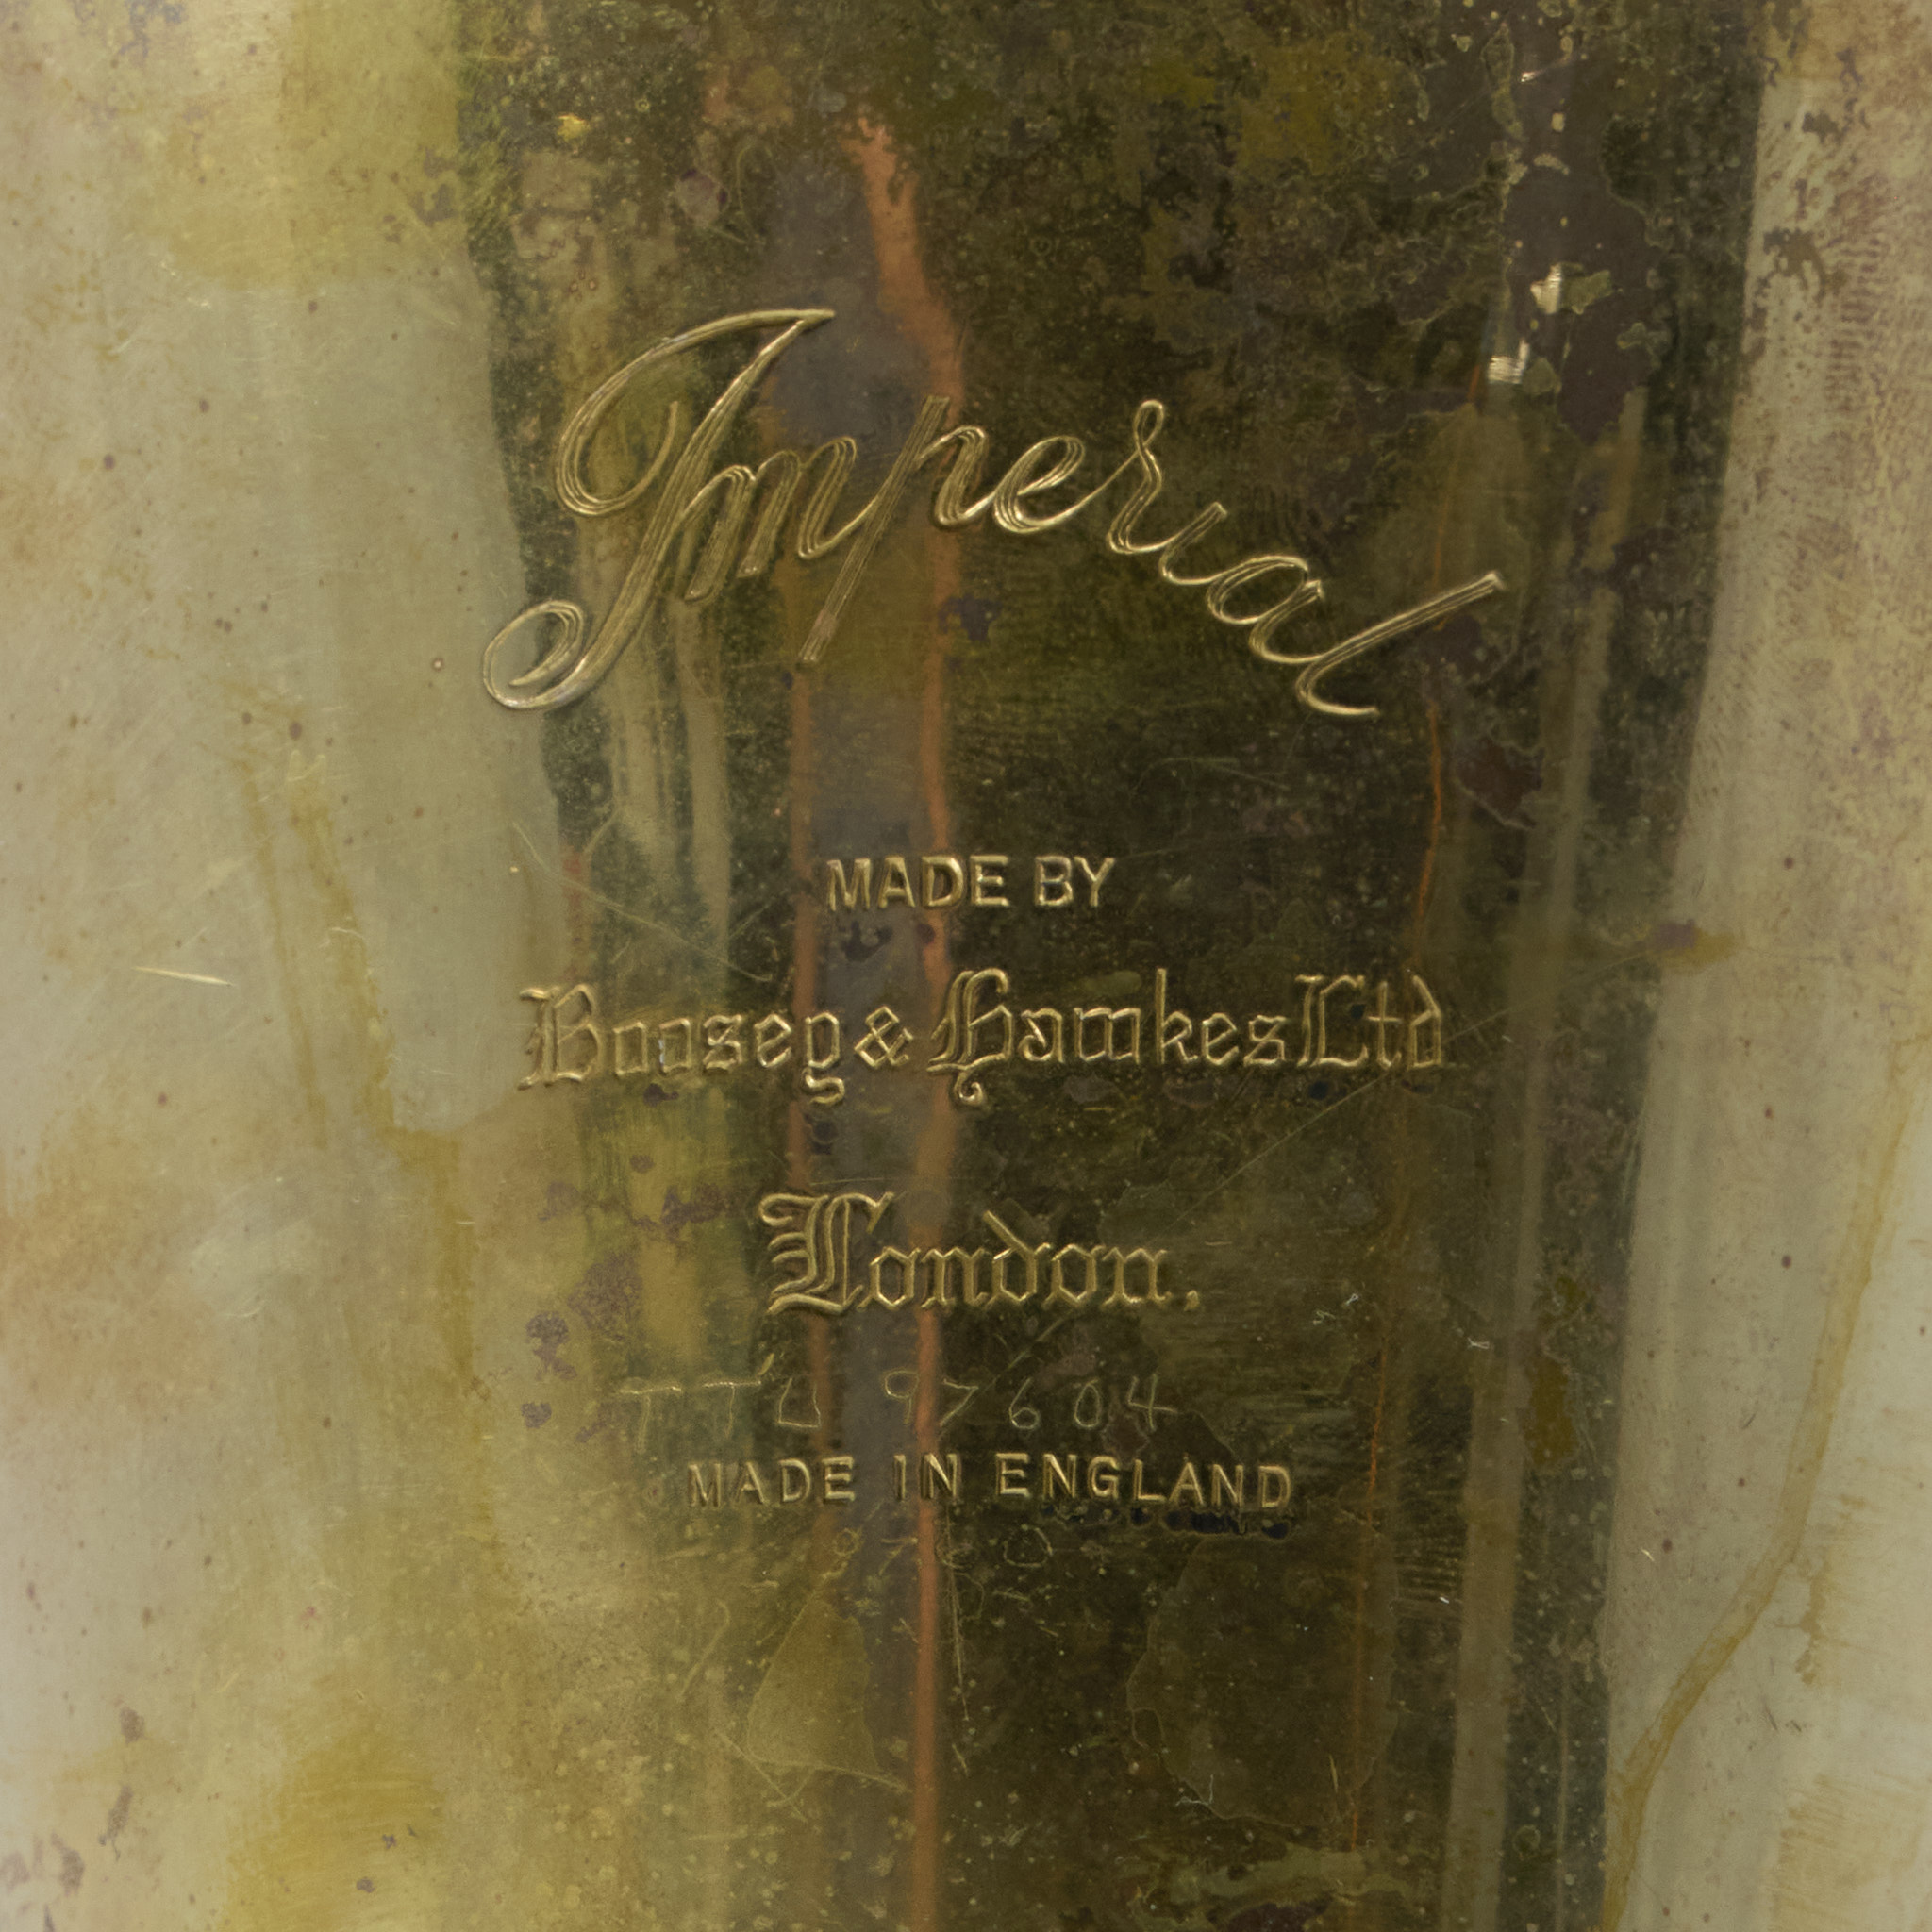 Imperial
MADE BY
Boosey & Hawkes Ltd
London.
TTU 97604
MADE IN ENGLAND